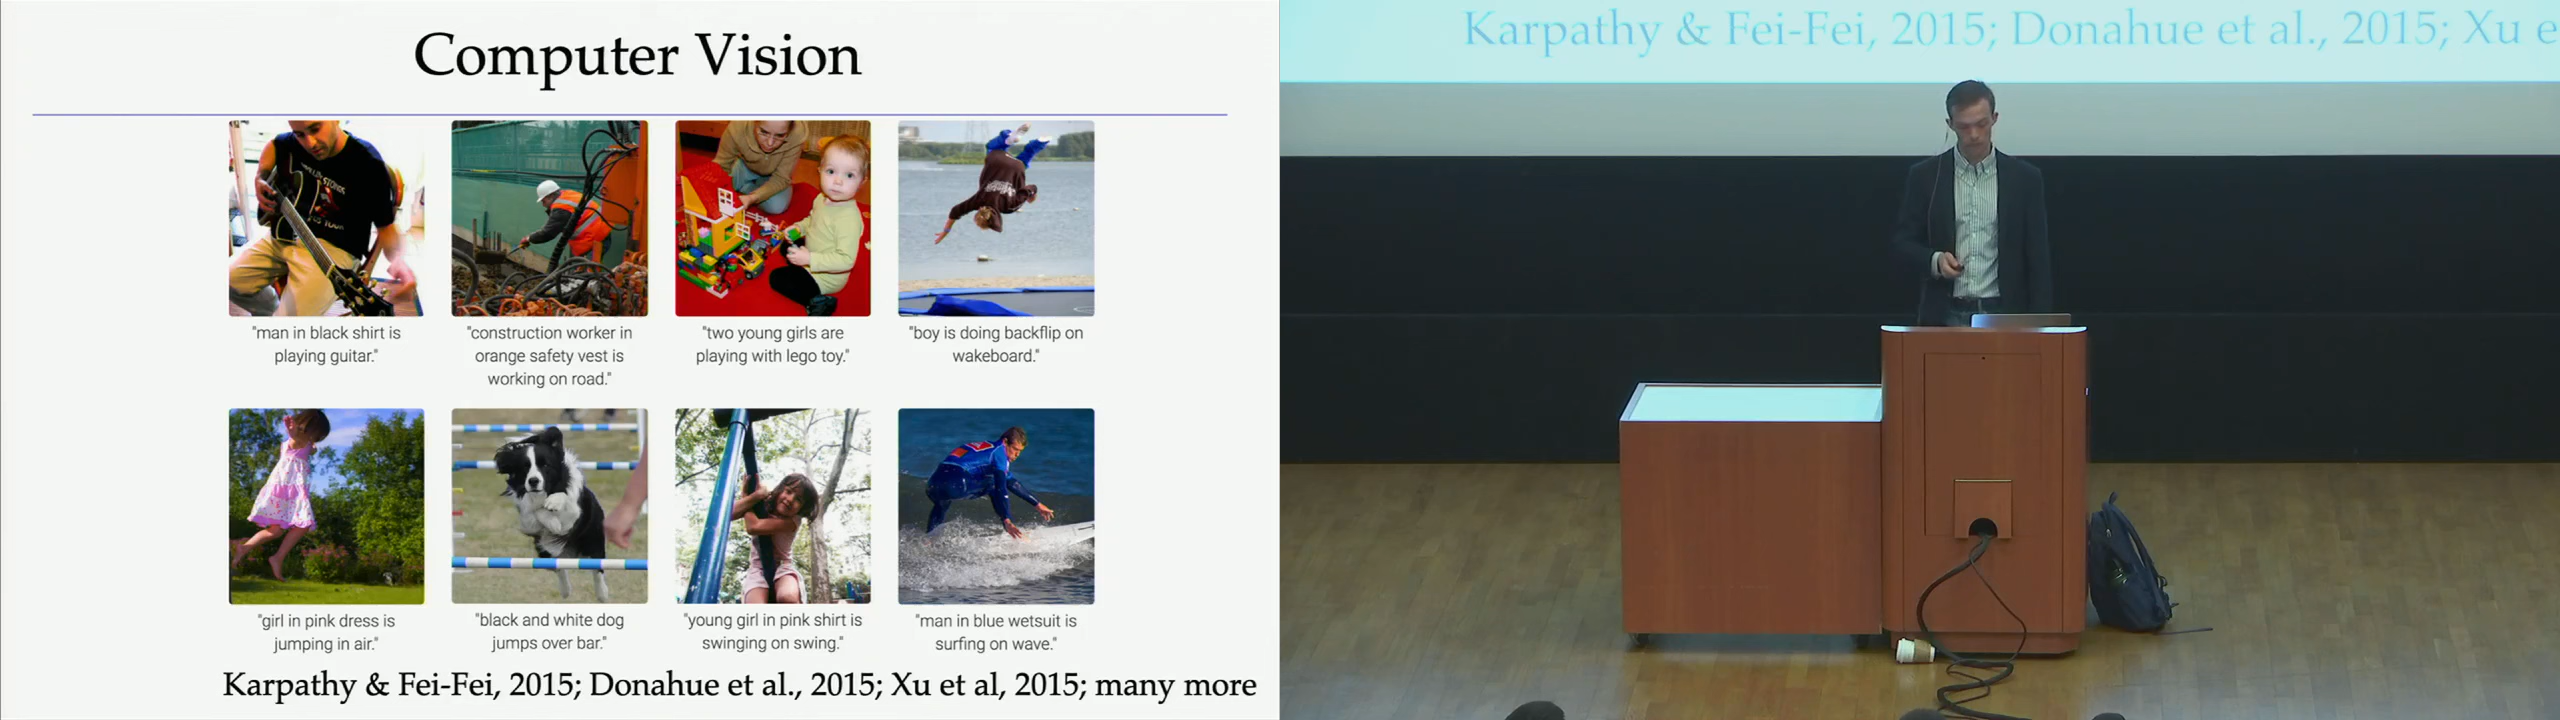 Computer Vision
"man in black shirt is
playing guitar."
"construction worker in
orange safety vest is
working on road."
"two young girls are
playing with lego toy."
"boy is doing backflip on
wakeboard."
"girl in pink dress is
jumping in air."
"black and white dog
jumps over bar."
"young girl in pink shirt is
swinging on swing."
"man in blue wetsuit is
surfing on wave."
Karpathy & Fei-Fei, 2015; Donahue et al., 2015; Xu et al, 2015; many more
Karpathy & Fei-Fei, 2015; Donahue et al., 2015; Xu e